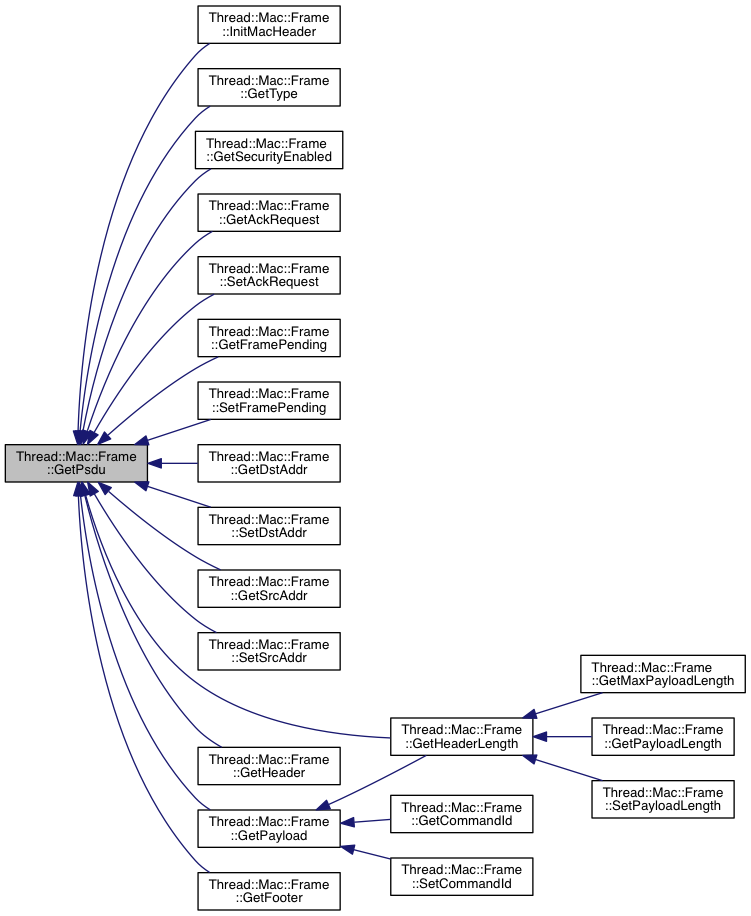 Thread::Mac::Frame
::InitMacHeader
Thread::Mac::Frame
::GetType
Thread::Mac::Frame
::GetSecurityEnabled
Thread::Mac::Frame
::GetAckRequest
Thread::Mac::Frame
::SetAckRequest
Thread::Mac::Frame
::GetFramePending
Thread::Mac::Frame
::SetFramePending
Thread::Mac::Frame
::GetPsdu
Thread::Mac::Frame
::GetDstAddr
Thread::Mac::Frame
::SetDstAddr
Thread::Mac::Frame
::GetSrcAddr
Thread::Mac::Frame
::SetSrcAddr
Thread::Mac::Frame
::GetMaxPayloadLength
Thread::Mac::Frame
::GetHeaderLength
Thread::Mac::Frame
::GetPayloadLength
Thread::Mac::Frame
::GetHeader
Thread::Mac::Frame
::SetPayloadLength
Thread::Mac::Frame
::GetPayload
Thread::Mac::Frame
::GetCommandId
Thread::Mac::Frame
::SetCommandId
Thread::Mac::Frame
::GetFooter